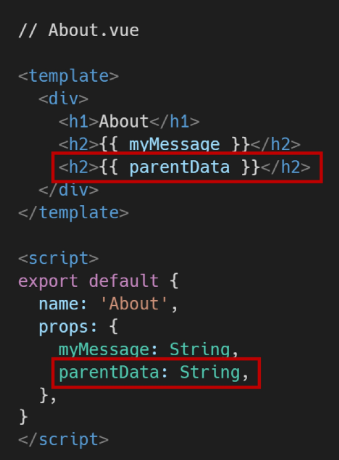 // About.vue
<template>
<div>
<h1>About</h1>
<h2>{{ myMessage }}</h2>
<h2>{{ parentData }}</h2>
</div>
</template>
<script>
export default {
name: 'About',
props: {
myMessage: String,
parentData: String,
},
}
</script>